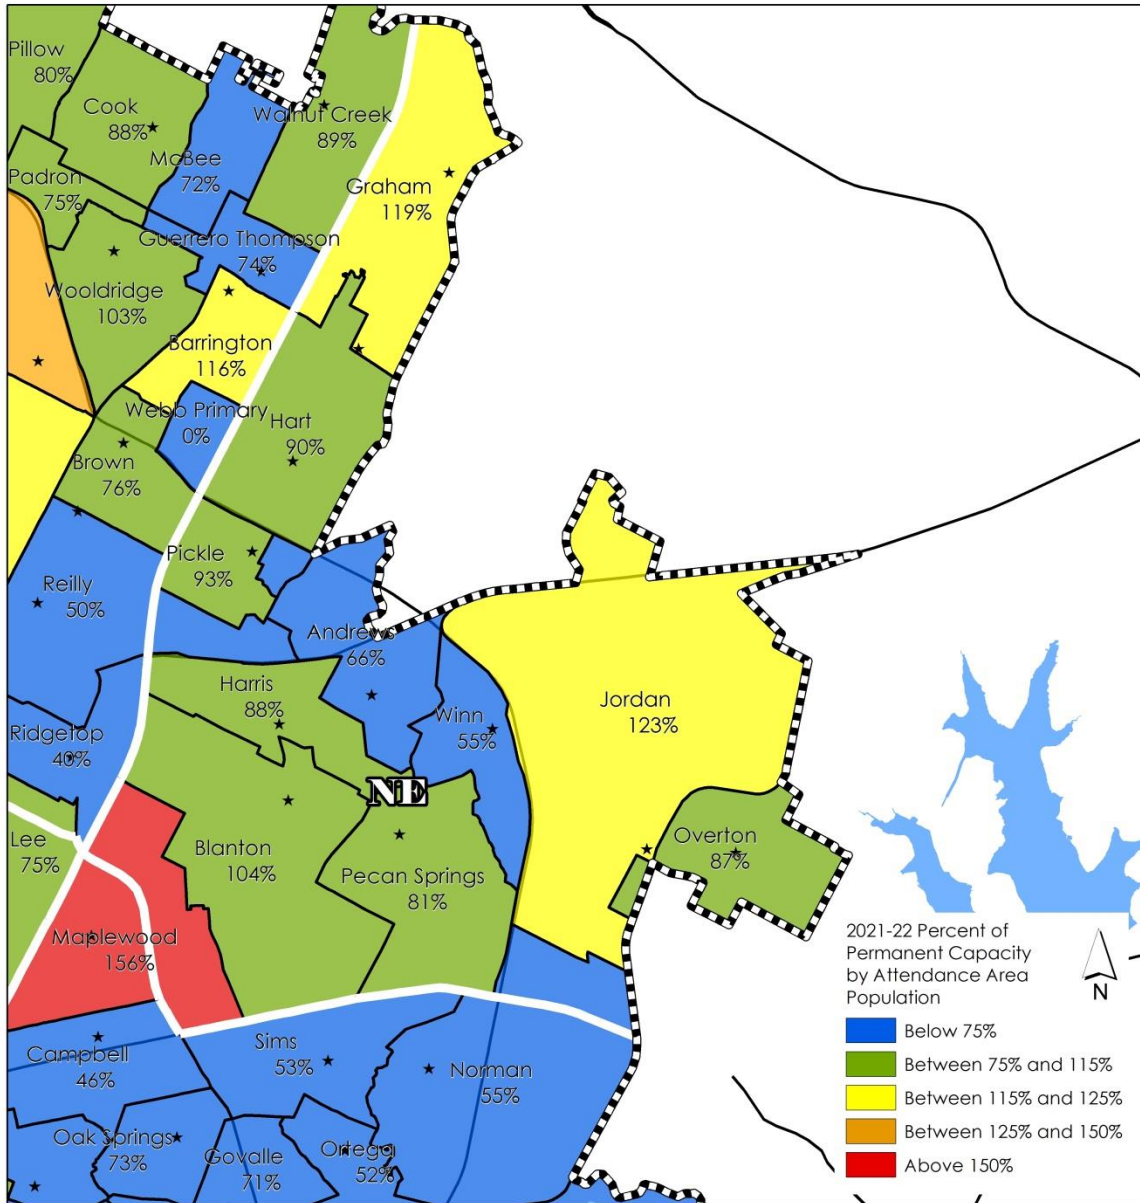 Pillow
80%
Cook
88%
Walnut Creek
89%
McBee
72%
Padron
75%
Graham
119%
Guerrero Thompson
74%
Wooldridge
103%
Barrington
116%
Webb Primary
0%
Hart
90%
Brown
76%
Pickle
93%
Reilly
50%
Andrews
66%
Harris
88%
Jordan
123%
Winn
55%
Ridgetop
40%
NE
Lee
75%
Blanton
104%
Overton
87%
Pecan Springs
81%
Maplewood
156%
2021-22 Percent of
Permanent Capacity
by Attendance Area
Population
N
Below 75%
Between 75% and 115%
Between 115% and 125%
Between 125% and 150%
Above 150%
Campbell
46%
Sims
53%
Norman
55%
Oak Springs
73%
Govalle
71%
Ortega
52%